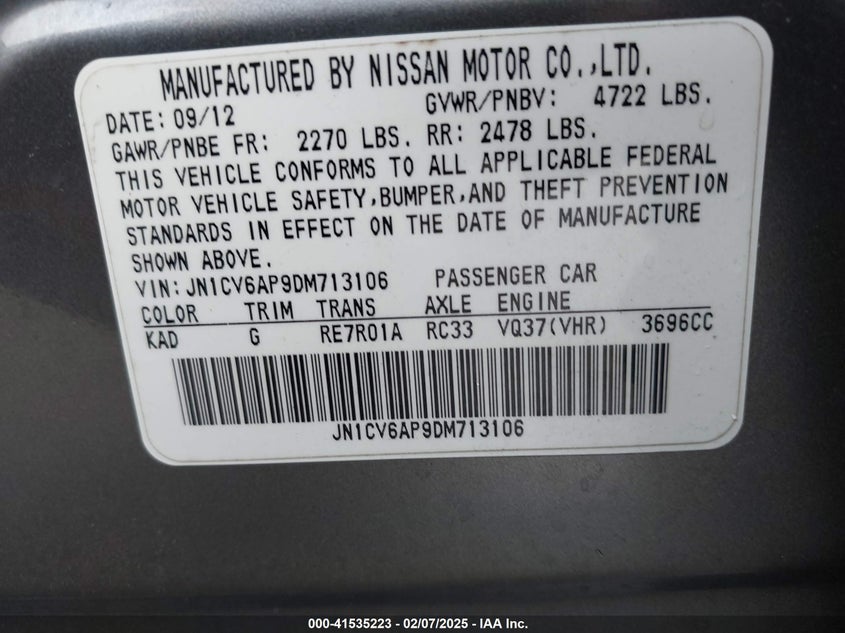 MANUFACTURED BY NISSAN MOTOR CO.,LTD.
DATE: 09/12 GVWR/PNBV: 4722 LBS.
GAWR/PNBE FR: 2270 LBS. RR: 2478 LBS.
THIS VEHICLE CONFORMS TO ALL APPLICABLE FEDERAL
MOTOR VEHICLE SAFETY,BUMPER,AND THEFT PREVENTION
STANDARDS IN EFFECT ON THE DATE OF MANUFACTURE
SHOWN ABOVE.
VIN:JN1CV6AP9DM713106 PASSENGER CAR
COLOR TRIM TRANS AXLE ENGINE
KAD G RE7R01A RC33 VQ37(VHR) 3696CC
JN1CV6AP9DM713106
000-41535223 - 02/07/2025 - IAA Inc.